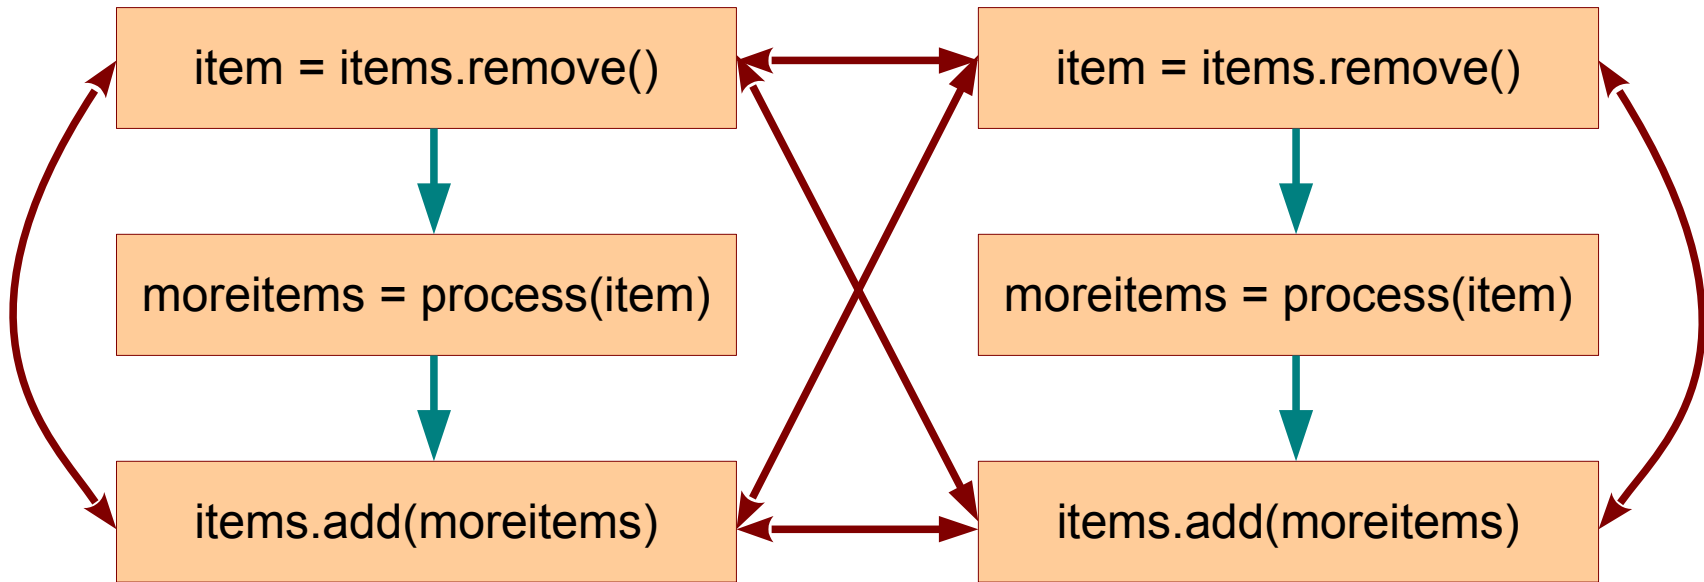 item = items.remove()
item = items.remove()
moreitems = process(item)
moreitems = process(item)
items.add(moreitems)
items.add(moreitems)